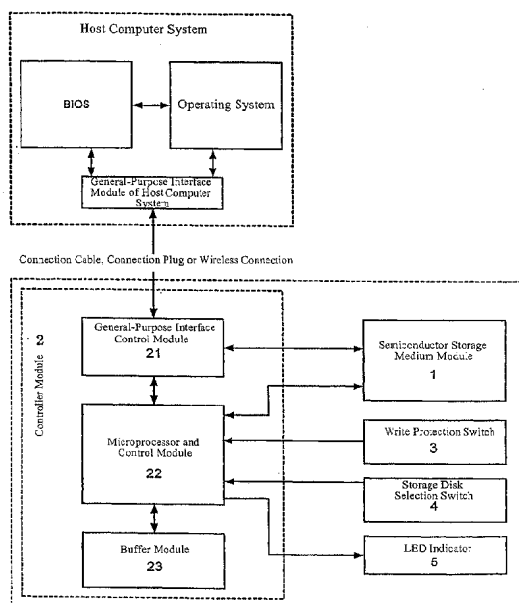 Host Computer System
BIOS
Operating System
General-Purpose Interface
Module of Host Computer
System
Connection Cable, Connection Plug or Wireless Connection
Controller Module 2
General-Purpose Interface
Control Module
21
Semiconductor Storage
Medium Module
1
Microprocessor and
Control Module
22
Write Protection Switch
3
Storage Disk
Selection Switch
4
Buffer Module
23
LED Indicator
5